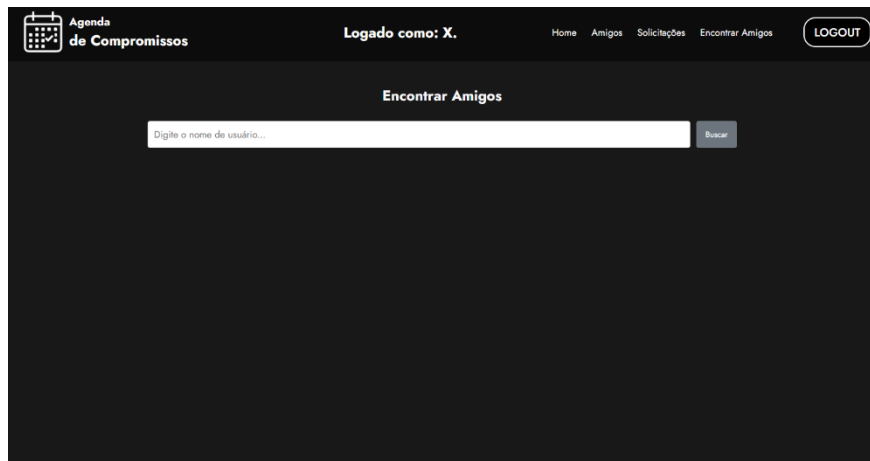 Agenda
de Compromissos
Logado como: X.
Home Amigos Solicitações Encontrar Amigos
LOGOUT
Encontrar Amigos
Digite o nome de usuário...
Buscar